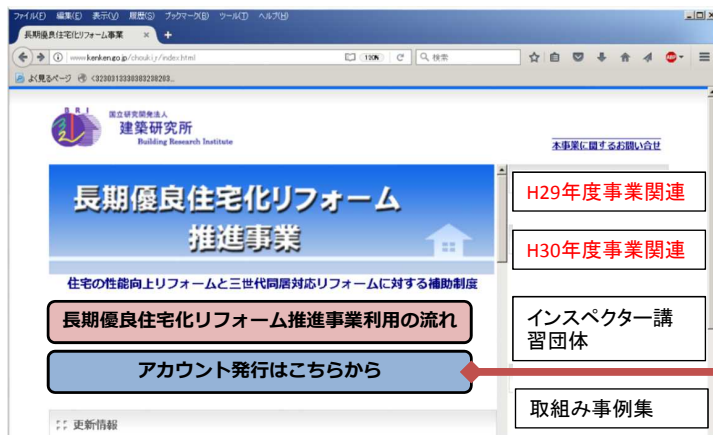 ファイル(F) 編集(E) 表示(V) 履歴(S) ブックマーク(B) ツール(T) ヘルプ(H)
長期優良住宅化リフォーム事業 × +
www.kenken.go.jp/chouki_r/index.html 120% 検索
よく見るページ
BRI
国立研究開発法人
建築研究所
Building Research Institute
本事業に関するお問い合せ
長期優良住宅化リフォーム
推進事業
住宅の性能向上リフォームと三世代同居対応リフォームに対する補助制度
長期優良住宅化リフォーム推進事業利用の流れ
アカウント発行はこちらから
更新情報
H29年度事業関連
H30年度事業関連
インスペクター講
習団体
取組み事例集